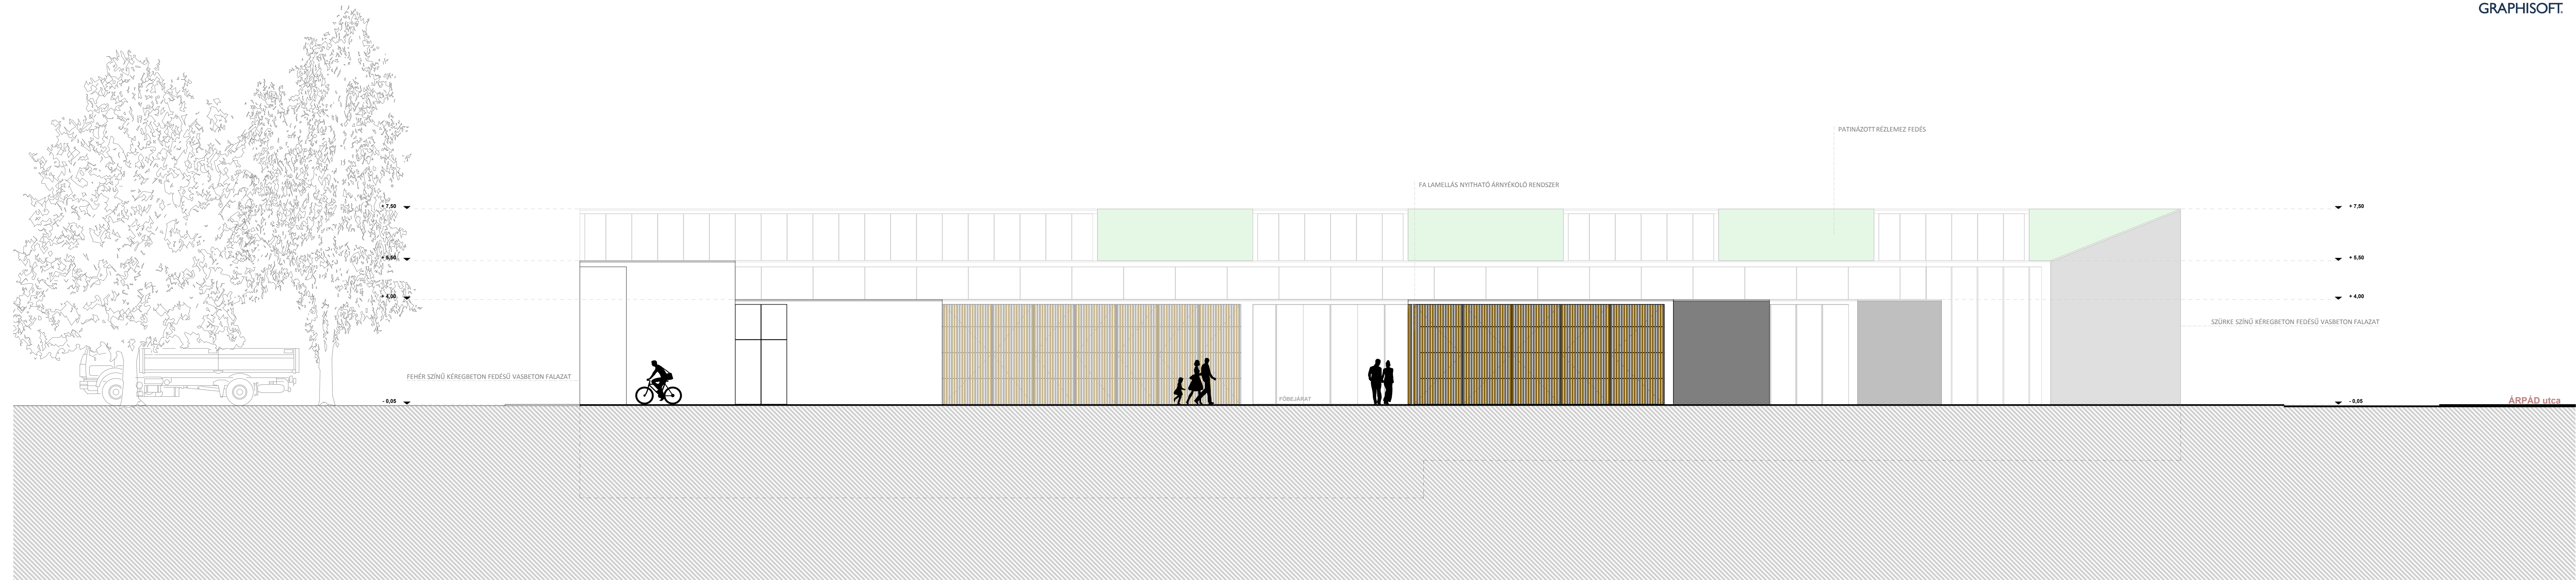 GRAPHISOFT.
PATINÁZOTT RÉZLEMEZ FEDÉS
FA LAMELLÁS NYITHATÓ ÁRNYÉKOLÓ RENDSZER
+ 7,50
+ 7,50
+ 5,50
+ 5,50
+ 4,00
+ 4,00
SZÜRKE SZÍNŰ KÉREGBETON FEDÉSŰ VASBETON FALAZAT
FEHÉR SZÍNŰ KÉREGBETON FEDÉSŰ VASBETON FALAZAT
FŐBEJÁRAT
- 0,05
- 0,05
ÁRPÁD utca